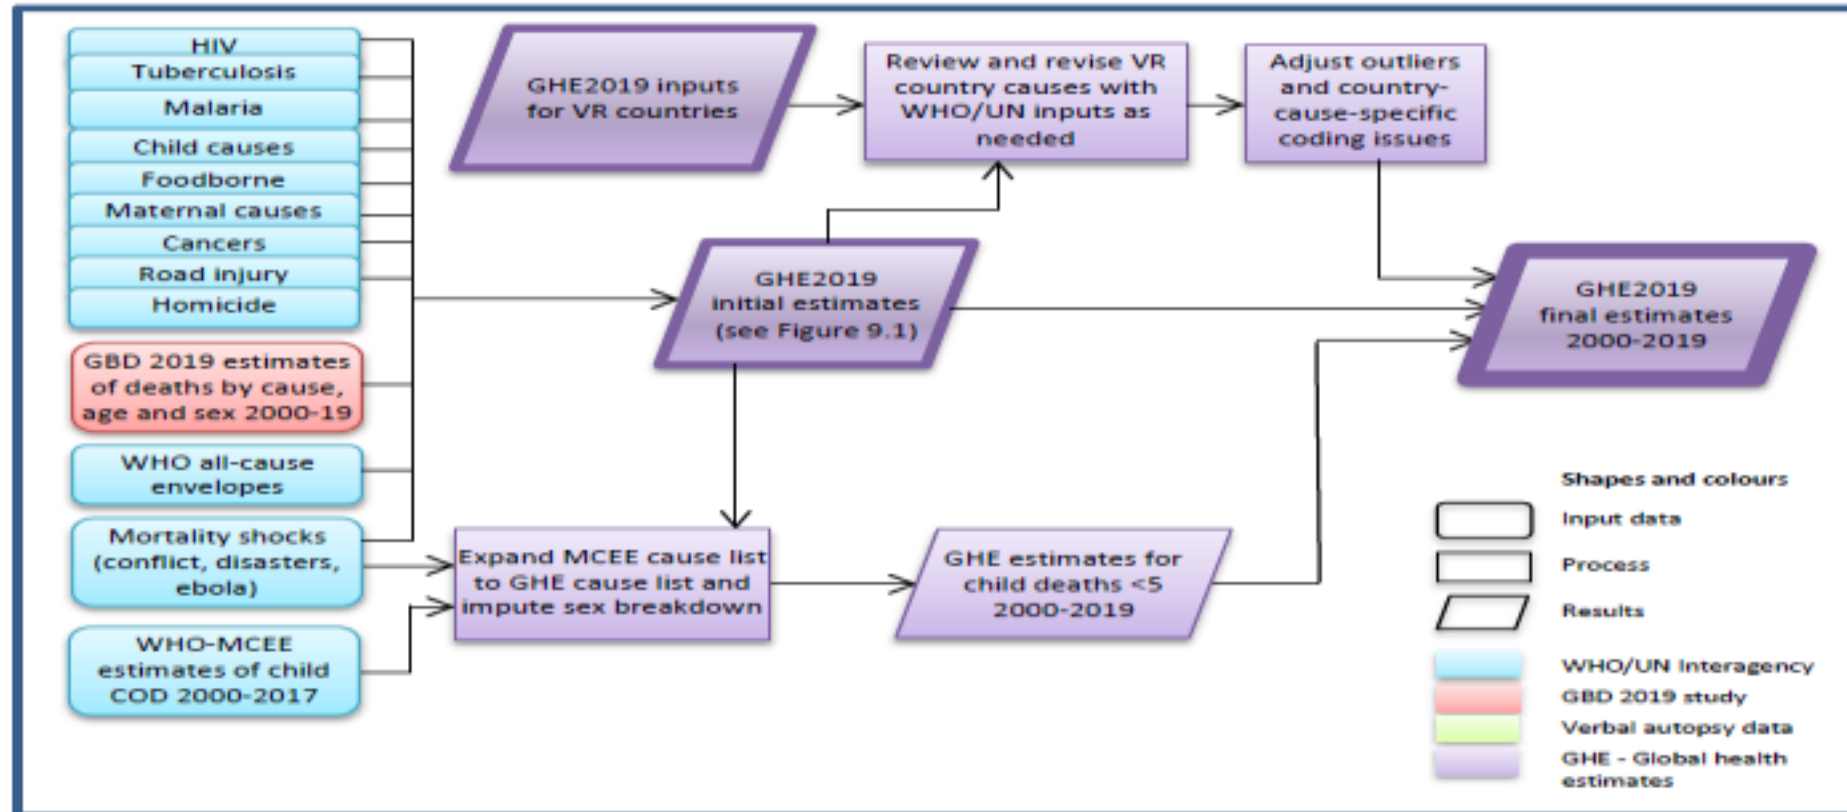 HIV
Tuberculosis
Malaria
Child causes
Foodborne
Maternal causes
Cancers
Road injury
Homicide
GBD 2019 estimates
of deaths by cause,
age and sex 2000-19
WHO all-cause
envelopes
Mortality shocks
(conflict, disasters,
ebola)
WHO-MCEE
estimates of child
COD 2000-2017
GHE2019 inputs
for VR countries
Review and revise VR
country causes with
WHO/UN inputs as
needed
Adjust outliers
and country-
cause-specific
coding issues
GHE2019
initial estimates
(see Figure 9.1)
GHE2019
final estimates
2000-2019
Expand MCEE cause list
to GHE cause list and
impute sex breakdown
GHE estimates for
child deaths <5
2000-2019
Shapes and colours
Input data
Process
Results
WHO/UN Interagency
GBD 2019 study
Verbal autopsy data
GHE - Global health
estimates